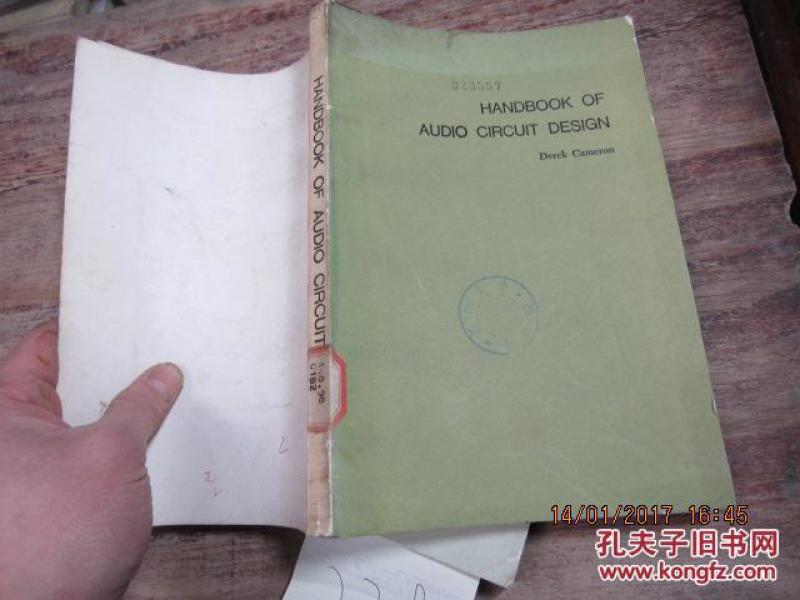 323557
HANDBOOK OF
AUDIO CIRCUIT DESIGN
Derek Cameron
HANDBOOK OF AUDIO CIRCUIT
C182
14/01/2017 16:45
孔夫子旧书网
www.kongfz.com